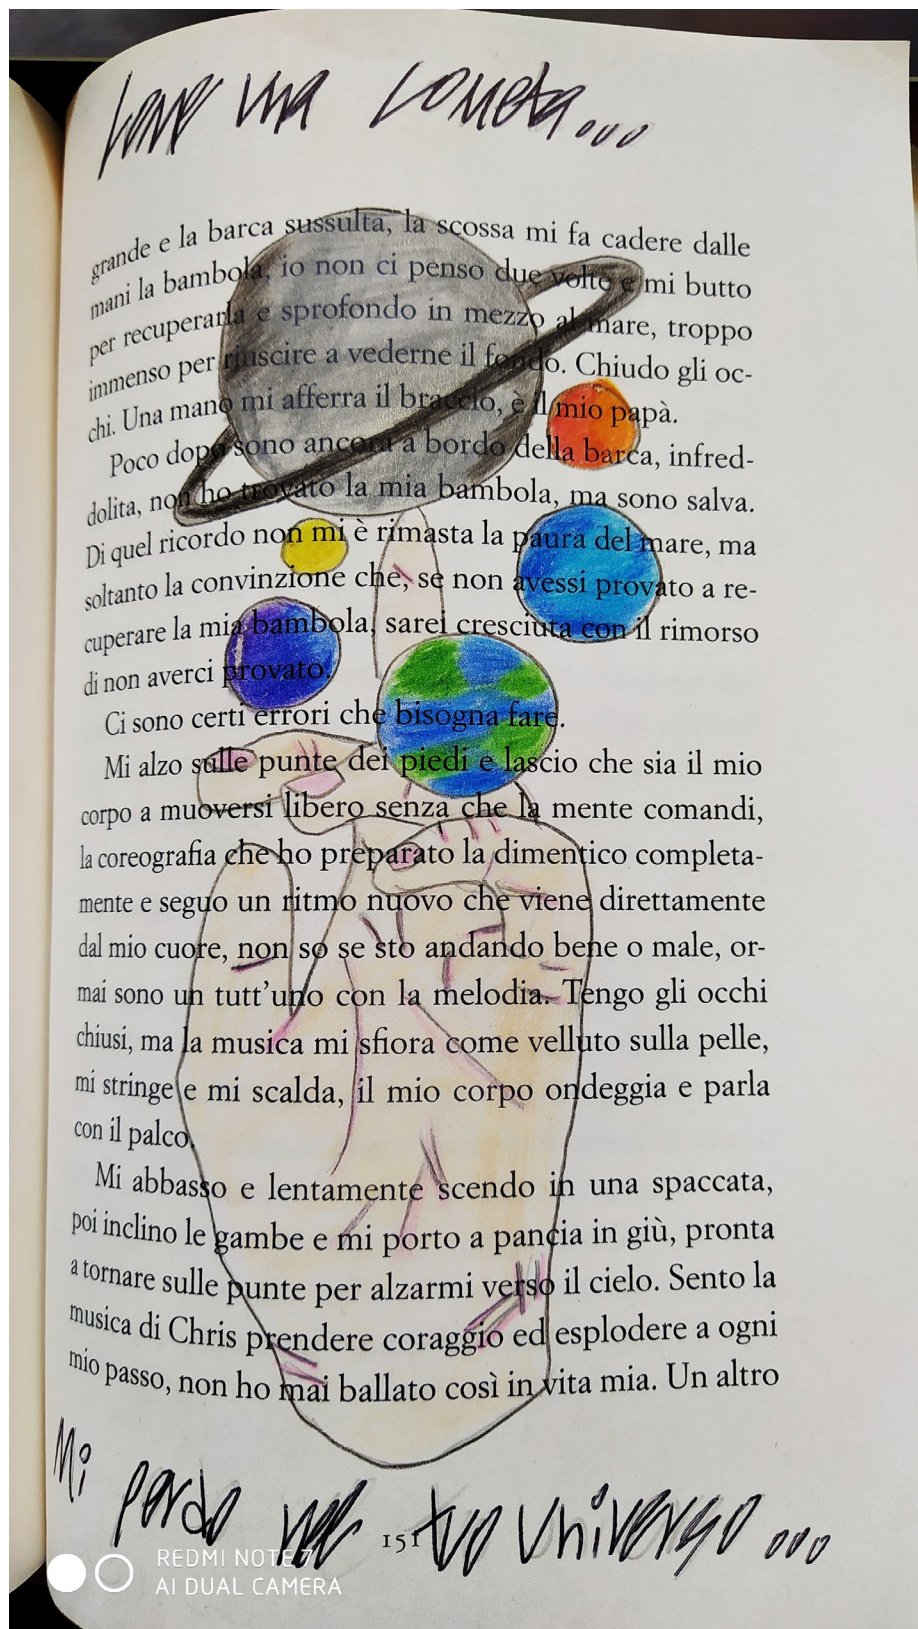 come una cometa...
grande e la barca sussulta, la scossa mi fa cadere dalle
mani la bambola, io non ci penso due volte e mi butto
per recuperarla e sprofondo in mezzo al mare, troppo
immenso per riuscire a vederne il fondo. Chiudo gli oc-
chi. Una mano mi afferra il braccio, è il mio papà.
Poco dopo sono ancora a bordo della barca, infred-
dolita, non ho trovato la mia bambola, ma sono salva.
Di quel ricordo non mi è rimasta la paura del mare, ma
soltanto la convinzione che, se non avessi provato a re-
cuperare la mia bambola, sarei cresciuta con il rimorso
di non averci provato.
Ci sono certi errori che bisogna fare.
Mi alzo sulle punte dei piedi e lascio che sia il mio
corpo a muoversi libero senza che la mente comandi,
la coreografia che ho preparato la dimentico completa-
mente e seguo un ritmo nuovo che viene direttamente
dal mio cuore, non so se sto andando bene o male, or-
mai sono un tutt'uno con la melodia. Tengo gli occhi
chiusi, ma la musica mi sfiora come velluto sulla pelle,
mi stringe e mi scalda, il mio corpo ondeggia e parla
con il palco.
Mi abbasso e lentamente scendo in una spaccata,
poi inclino le gambe e mi porto a pancia in giù, pronta
a tornare sulle punte per alzarmi verso il cielo. Sento la
musica di Chris prendere coraggio ed esplodere a ogni
mio passo, non ho mai ballato così in vita mia. Un altro
Mi perdo nel tuo universo...
151
REDMI NOTE 7
AI DUAL CAMERA